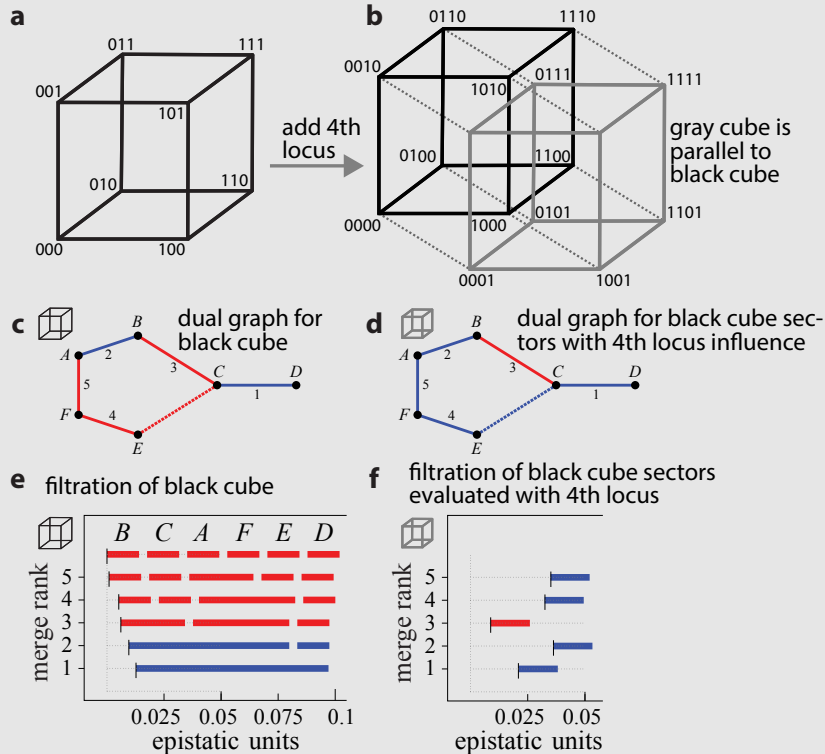 a
011
111
001
101
010
110
000
100
add 4th
locus
b
0110
1110
0010
1010
0111
1111
0100
1100
0101
1101
0000
1000
0001
1001
gray cube is
parallel to
black cube
c
dual graph for
black cube
A
B
C
D
E
F
2
3
1
5
4
d
dual graph for black cube sec-
tors with 4th locus influence
A
B
C
D
E
F
2
3
1
5
4
e filtration of black cube
B C A F E D
merge rank
5
4
3
2
1
0.025 0.05 0.075 0.1
epistatic units
f filtration of black cube sectors
evaluated with 4th locus
merge rank
5
4
3
2
1
0.025 0.05
epistatic units